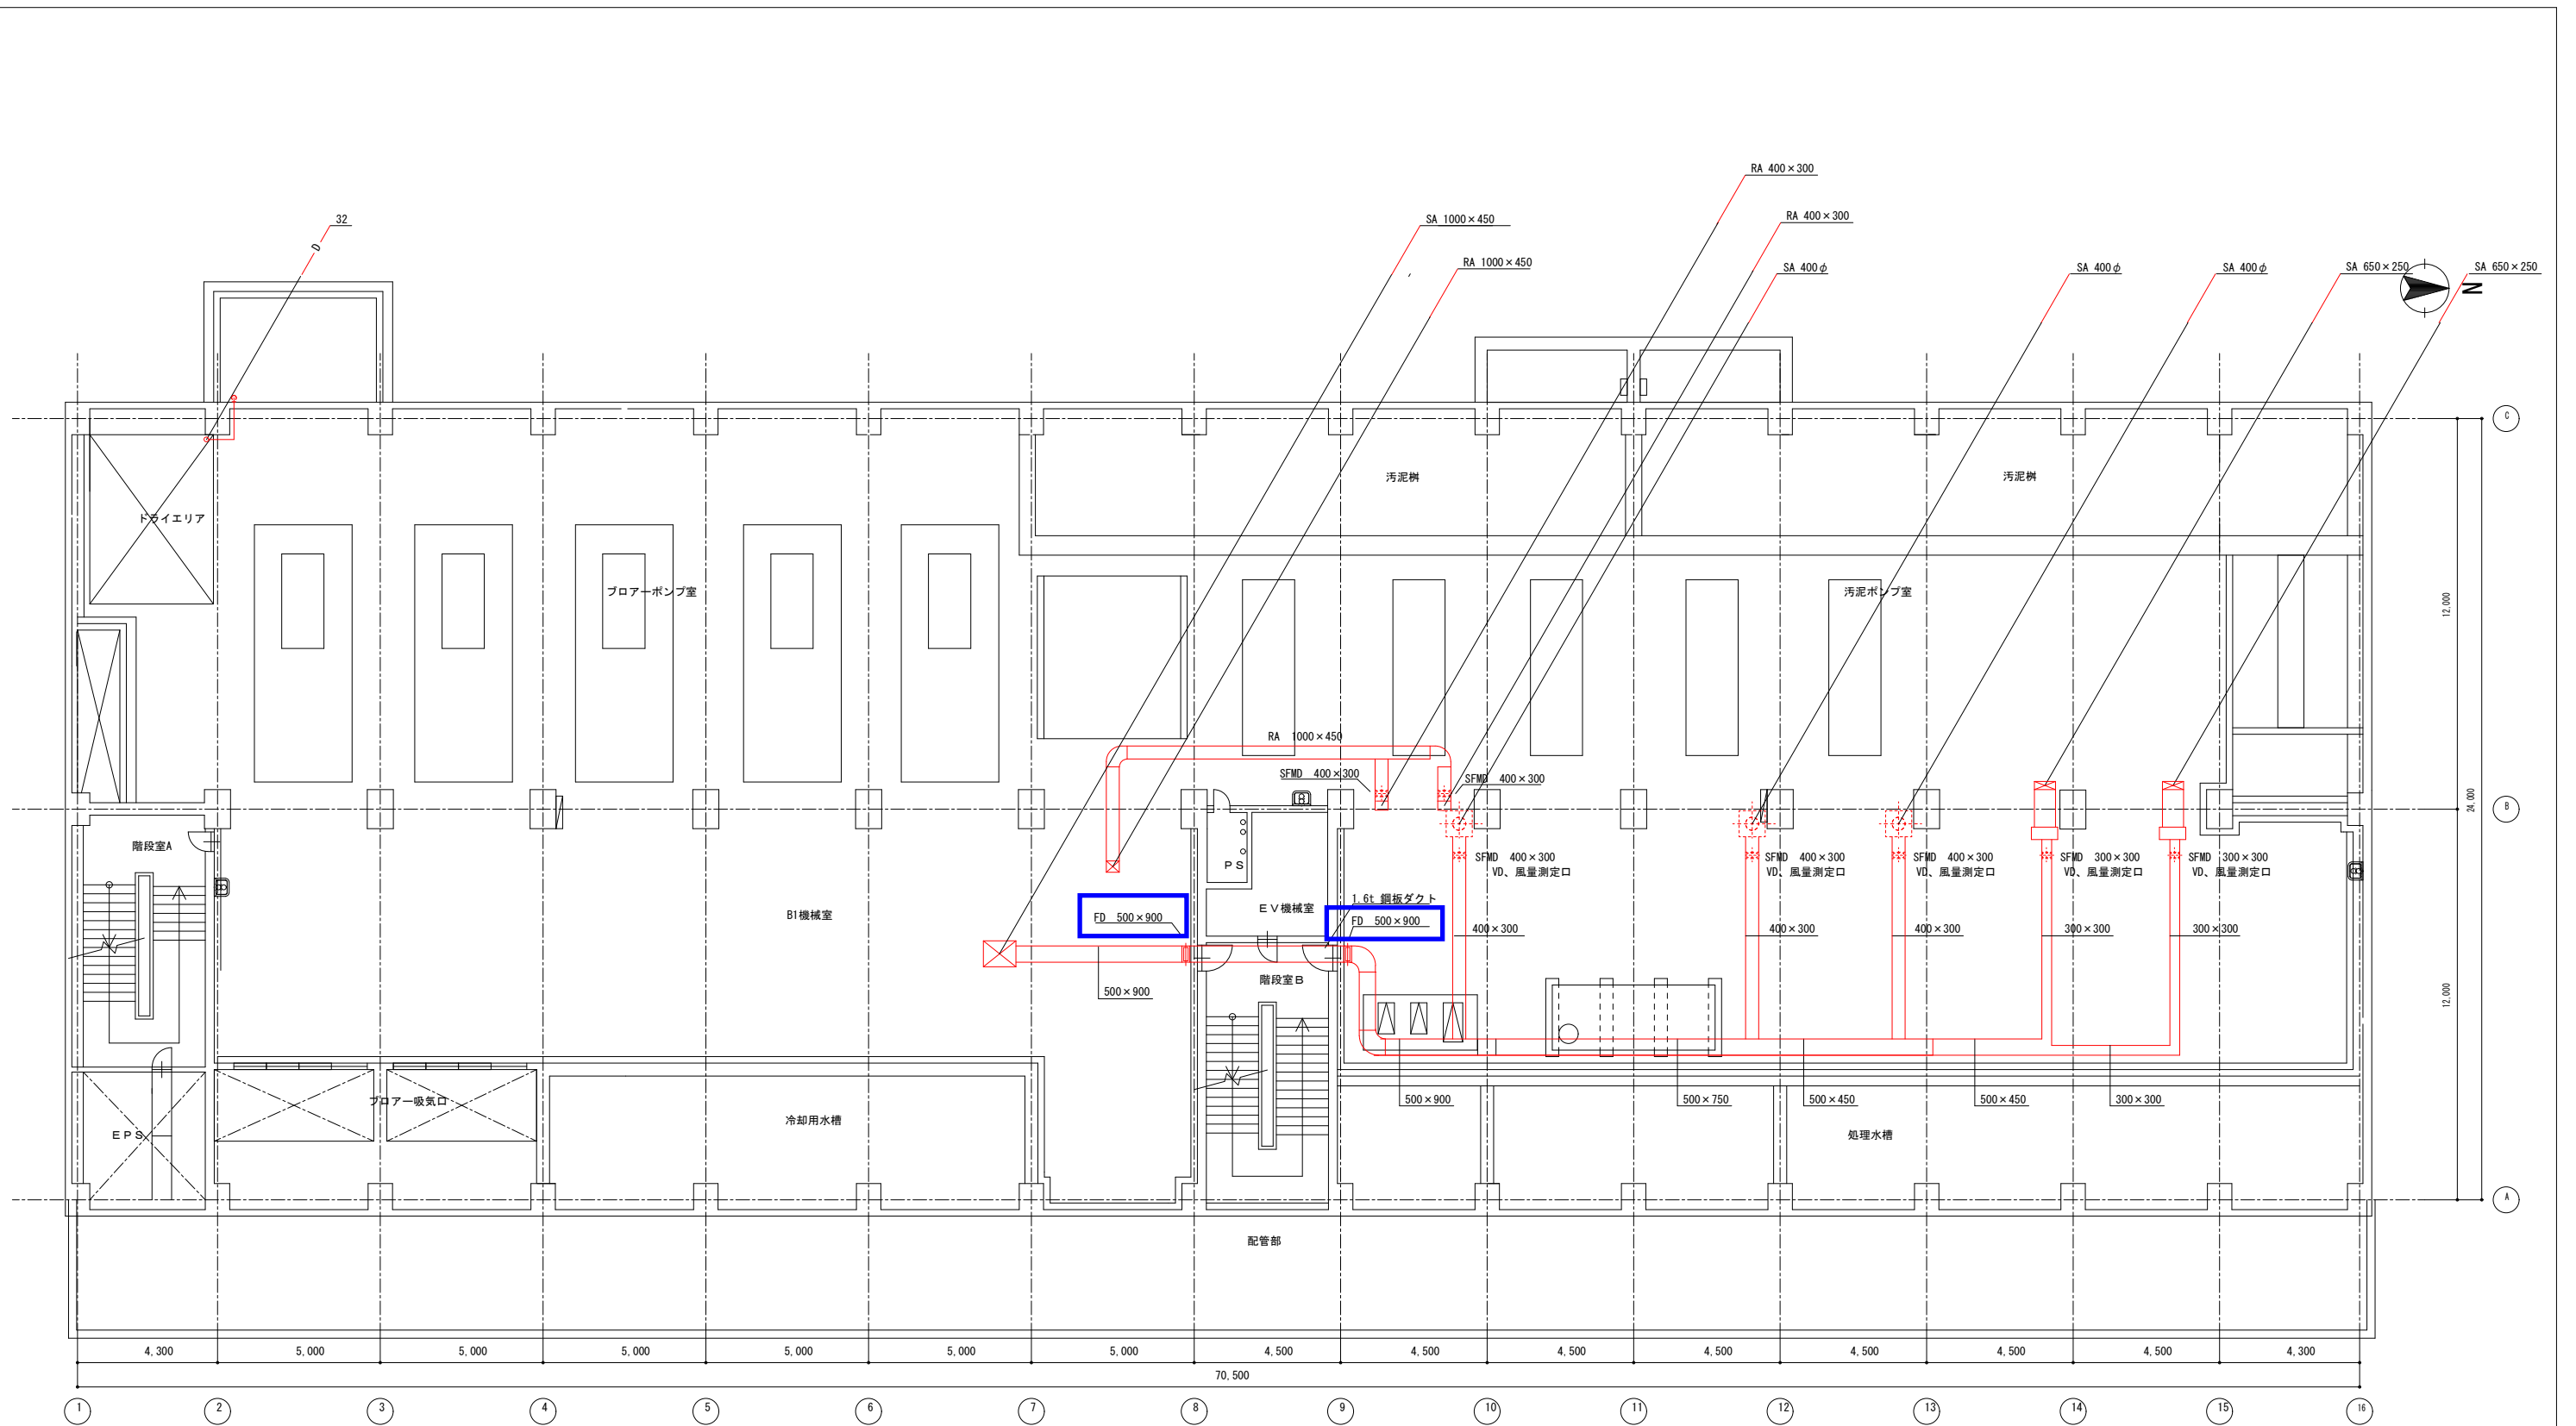 RA 400×300
32
D
SA 1000×450
RA 400×300
RA 1000×450
SA 400φ
SA 400φ
SA 400φ
SA 650×250
SA 650×250
N
C
汚泥桝
汚泥桝
ドライエリア
ブロアーポンプ室
汚泥ポンプ室
12,000
RA 1000×450
SFMD 400×300
SFMD 400×300
24,000
B
階段室A
PS
SFMD 400×300
VD、風量測定口
SFMD 400×300
VD、風量測定口
SFMD 400×300
VD、風量測定口
SFMD 300×300
VD、風量測定口
SFMD 300×300
VD、風量測定口
B1機械室
FD 500×900
EV機械室
1.6t 鋼板ダクト
FD 500×900
400×300
400×300
400×300
300×300
300×300
階段室B
500×900
12,000
ブロアー吸気口
500×900
500×750
500×450
500×450
300×300
EPS
冷却用水槽
処理水槽
A
配管部
4,300
5,000
5,000
5,000
5,000
5,000
5,000
4,500
4,500
4,500
4,500
4,500
4,500
4,500
4,300
70,500
1
2
3
4
5
6
7
8
9
10
11
12
13
14
15
16